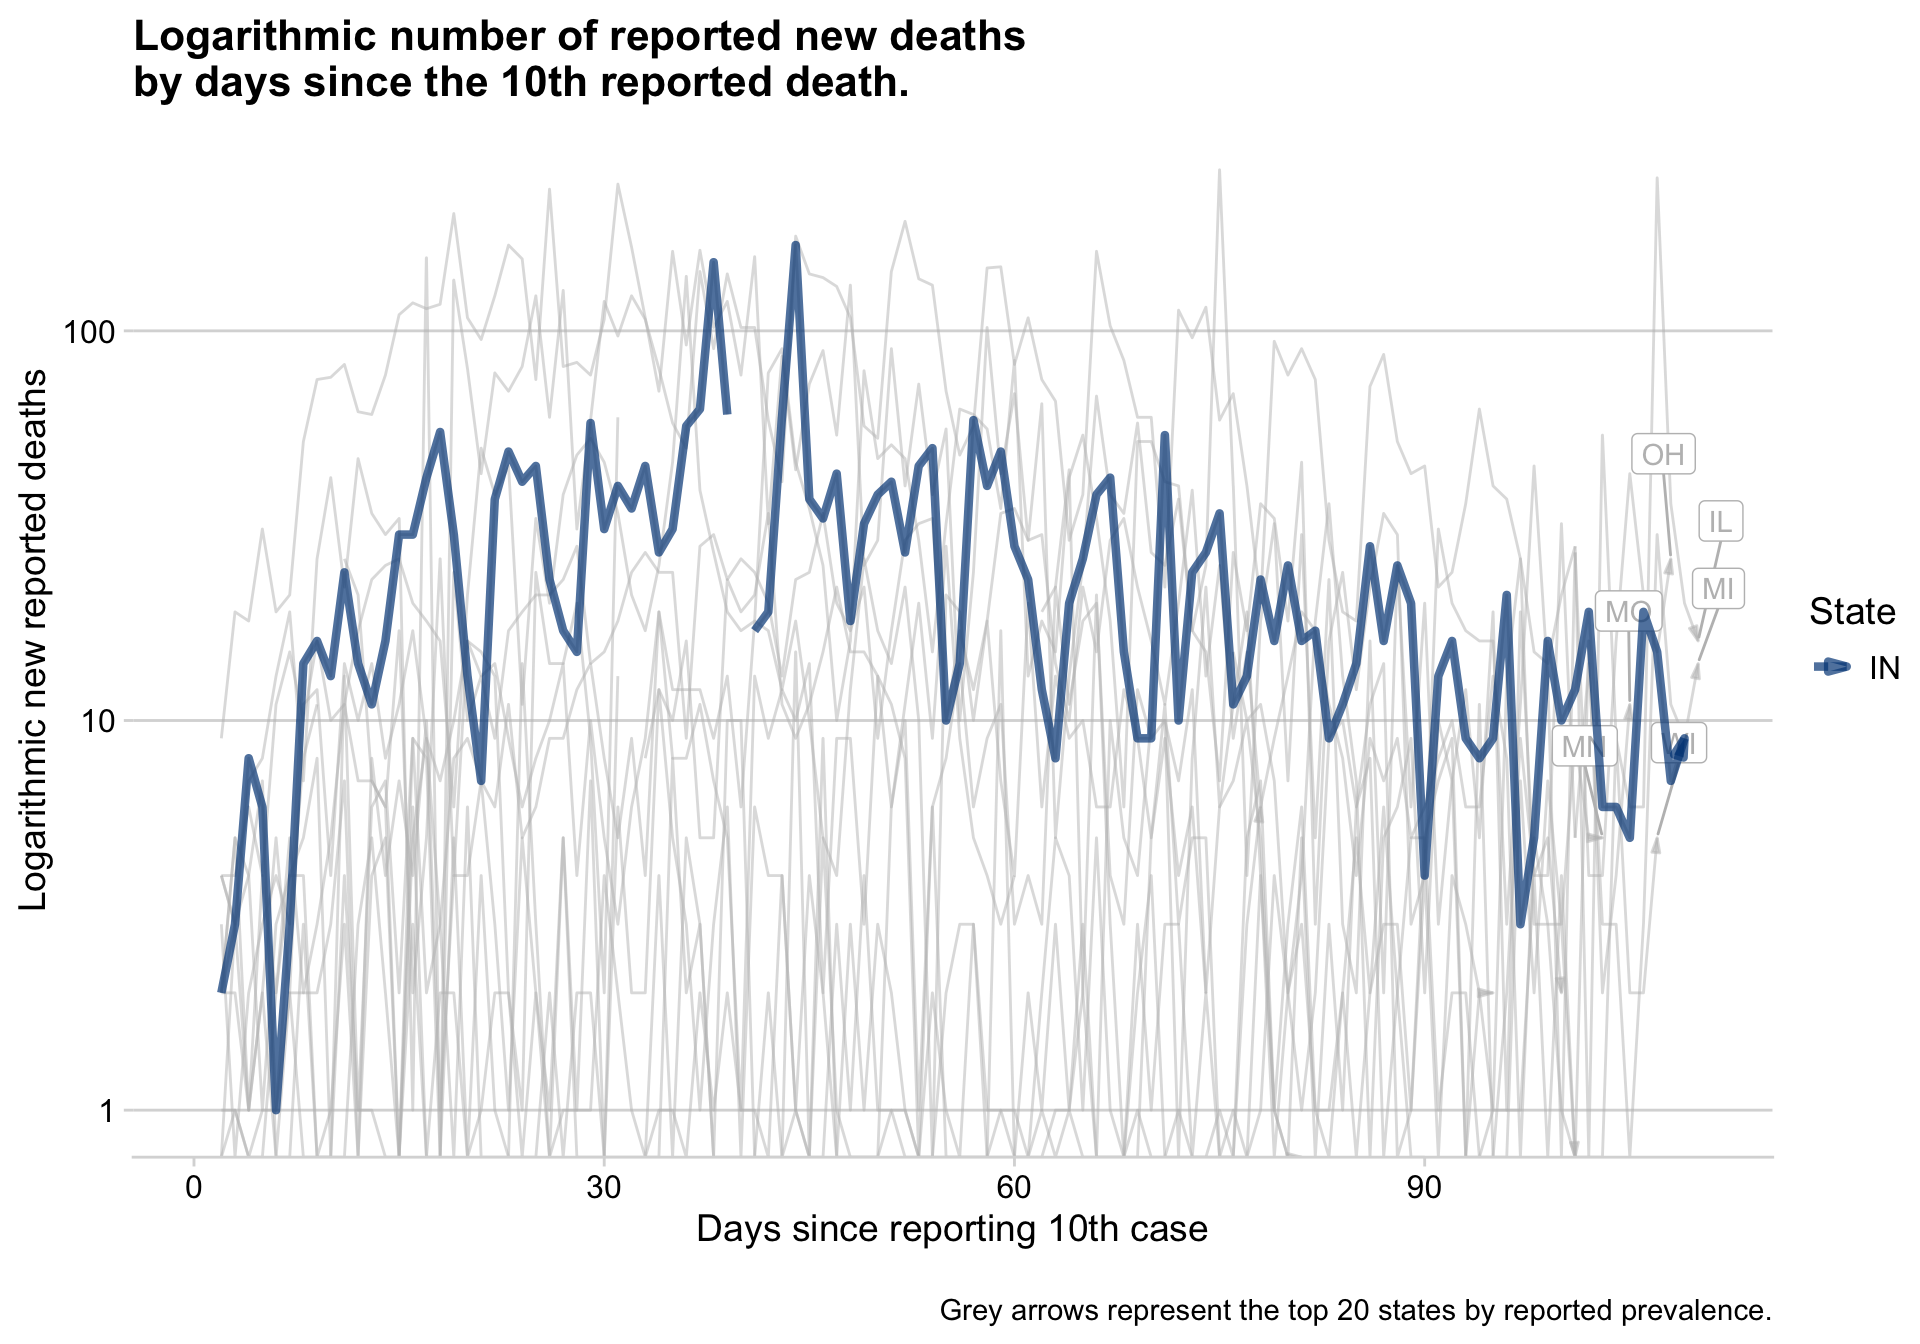 Logarithmic number of reported new deaths
by days since the 10th reported death.
Logarithmic new reported deaths
100
10
1
OH
IL
MI
MO
MN
0
30
60
90
Days since reporting 10th case
State
IN
Grey arrows represent the top 20 states by reported prevalence.